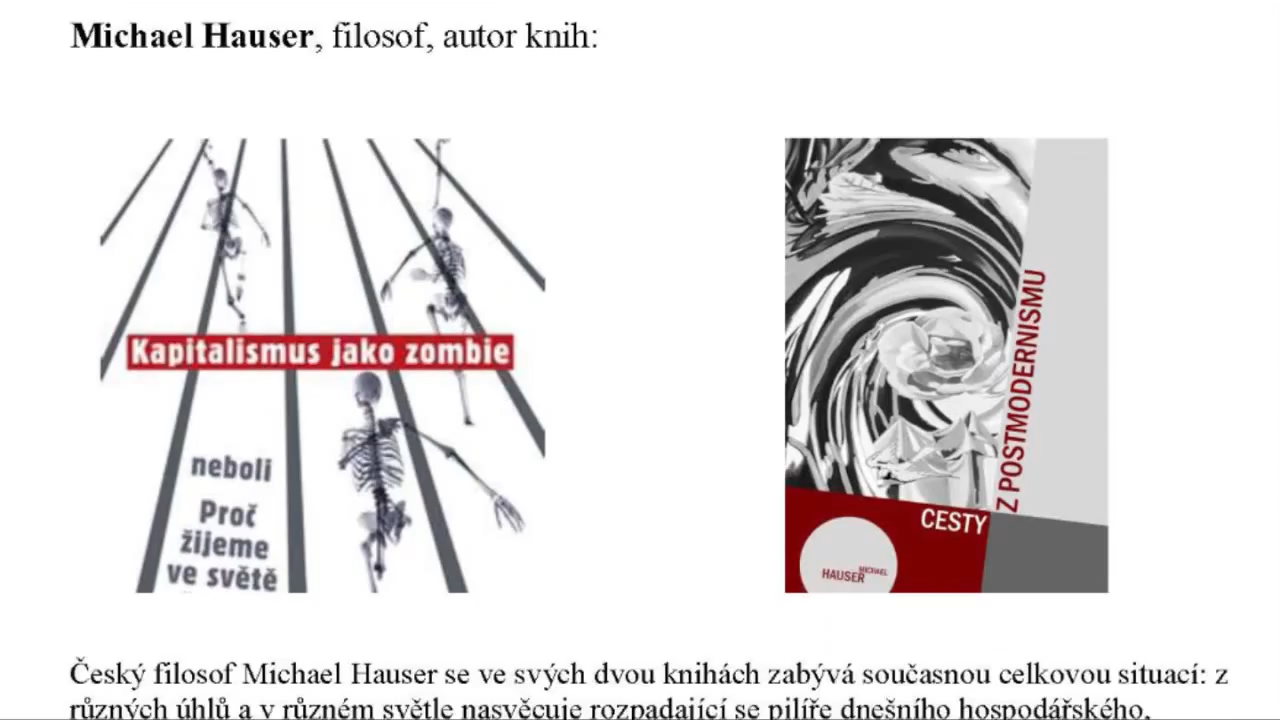 Michael Hauser, filosof, autor knih:
Kapitalismus jako zombie
neboli
Proč
žijeme
ve světě
Z POSTMODERNISMU
CESTY
MICHAEL
HAUSER
Český filosof Michael Hauser se ve svých dvou knihách zabývá současnou celkovou situací: z
různých úhlů a v různém světle nasvěcuje rozpadající se pilíře dnešního hospodářského,